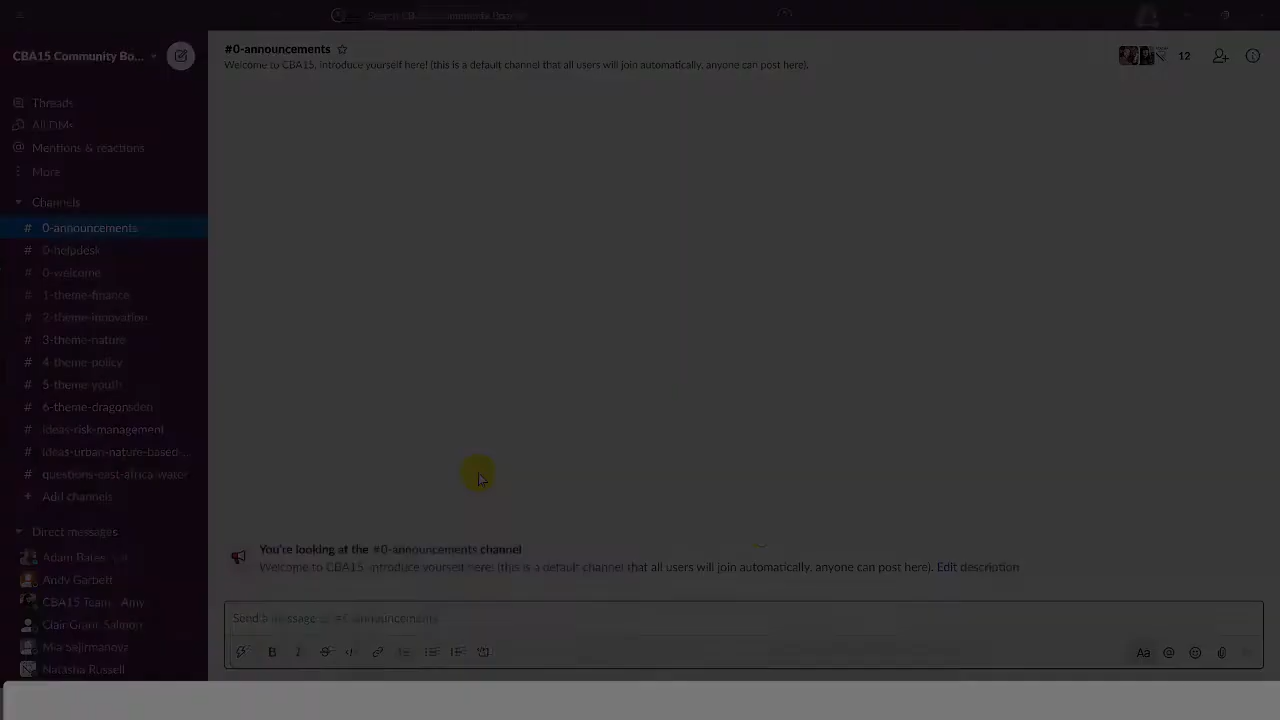 CBA15 Community Bo...
Threads
All DMs
Mentions & reactions
More
Channels
# 0-announcements
# 0-helpdesk
# 0-welcome
# 1-theme-finance
# 2-theme-innovation
# 3-theme-nature
# 4-theme-policy
# 5-theme-youth
# 6-theme-dragonsden
# ideas-risk-management
# ideas-urban-nature-based-...
# questions-east-africa-wate
+ Add channels
Direct messages
Adam Bates
Andy Garbett
CBA15 Team - Amy
Clair Grant-Salmon
Mia Sajirmanova
Natasha Russell
Search CBA
#0-announcements
Welcome to CBA15, introduce yourself here! (this is a default channel that all users will join automatically, anyone can post here).
12
You're looking at the #0-announcements channel
Welcome to CBA15, introduce yourself here! (this is a default channel that all users will join automatically, anyone can post here). Edit description
Send a message to #0-announcements
B I
Aa @